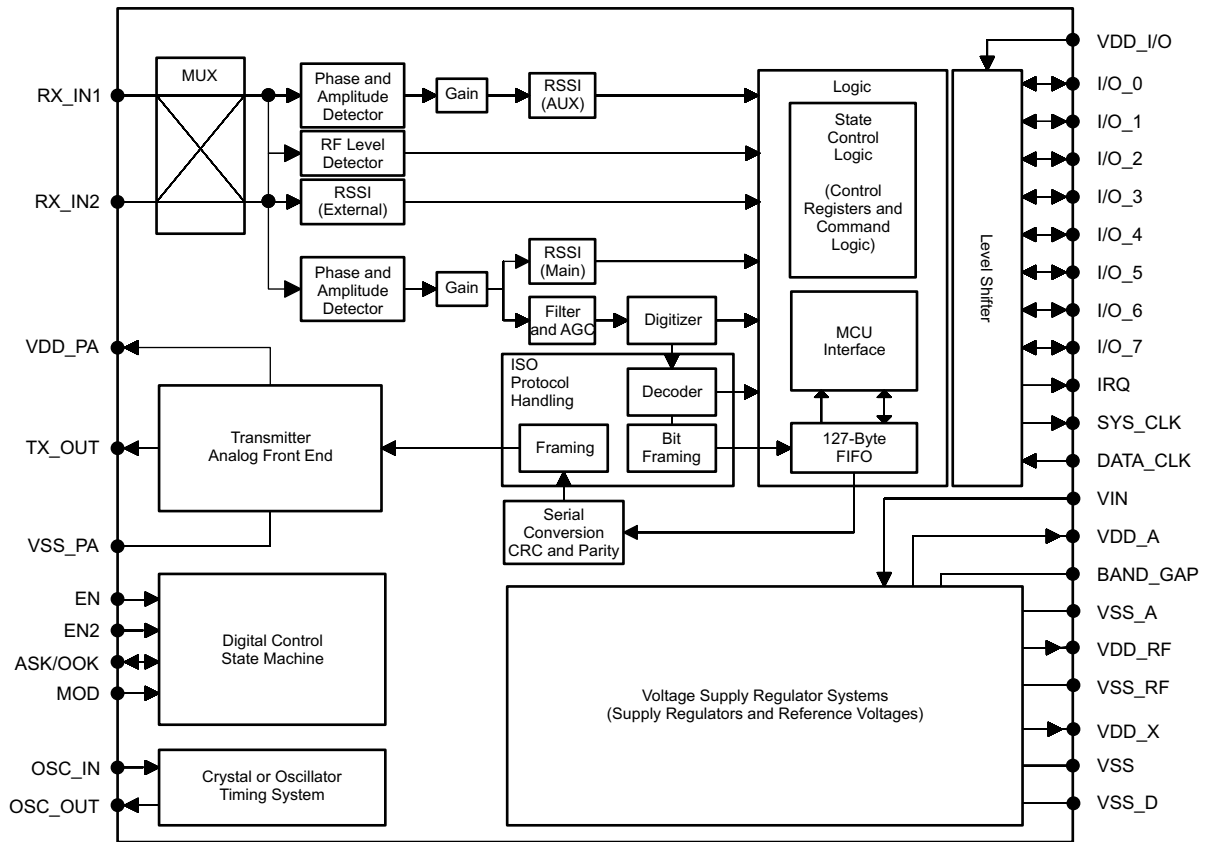 VDD_I/O
MUX
Phase and
Amplitude
Detector
Gain
RSSI
(AUX)
Logic
RX_IN1
I/O_0
State
Control
Logic
(Control
Registers and
Command
Logic)
I/O_1
RF Level
Detector
I/O_2
RX_IN2
RSSI
(External)
I/O_3
Level Shifter
I/O_4
RSSI
(Main)
Phase and
Amplitude
Detector
Gain
I/O_5
Filter
and AGC
Digitizer
I/O_6
MCU
Interface
VDD_PA
I/O_7
ISO
Protocol
Handling
Decoder
IRQ
SYS_CLK
Transmitter
Analog Front End
TX_OUT
Framing
Bit
Framing
127-Byte
FIFO
DATA_CLK
VIN
Serial
Conversion
CRC and Parity
VSS_PA
VDD_A
BAND_GAP
EN
VSS_A
EN2
Digital Control
State Machine
VDD_RF
ASK/OOK
VSS_RF
MOD
Voltage Supply Regulator Systems
(Supply Regulators and Reference Voltages)
VDD_X
OSC_IN
Crystal or Oscillator
Timing System
VSS
OSC_OUT
VSS_D